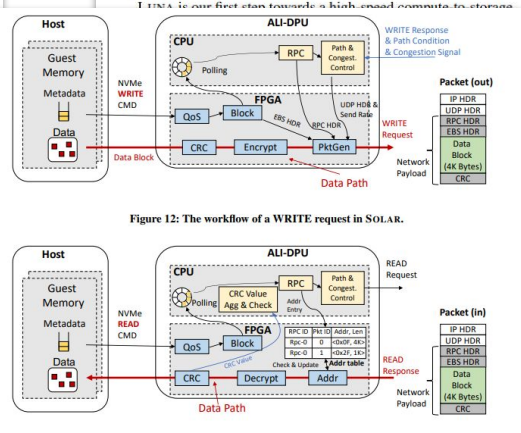 LUNA is our first step towards a high-speed compute-to-storage
Host
ALI-DPU
CPU
Guest
Memory
Metadata
Data
NVMe
WRITE
CMD
Polling
RPC
Path &
Congest.
Control
WRITE Response
& Path Condition
& Congestion Signal
FPGA
QoS
Block
EBS HDR
RPC HDR
UDP HDR &
Send Rate
CRC
Encrypt
PktGen
Data Block
Data Path
WRITE
Request
Packet (out)
IP HDR
UDP HDR
RPC HDR
EBS HDR
Data
Block
(4K Bytes)
CRC
Network
Payload
Figure 12: The workflow of a WRITE request in SOLAR.
Host
ALI-DPU
CPU
Guest
Memory
Metadata
Data
NVMe
READ
CMD
Polling
CRC Value
Agg & Check
RPC
Path &
Congest.
Control
READ
Request
Addr
Entry
FPGA
QoS
Block
CRC Value
RPC ID Pkt ID Addr, Len
Rpc-0 0 <0x0F, 1K>
Rpc-0 1 <0x2F, 1K>
Check & Update
Addr table
CRC
Decrypt
Addr
Data Path
READ
Response
Packet (in)
IP HDR
UDP HDR
RPC HDR
EBS HDR
Data
Block
(4K Bytes)
CRC
Network
Payload